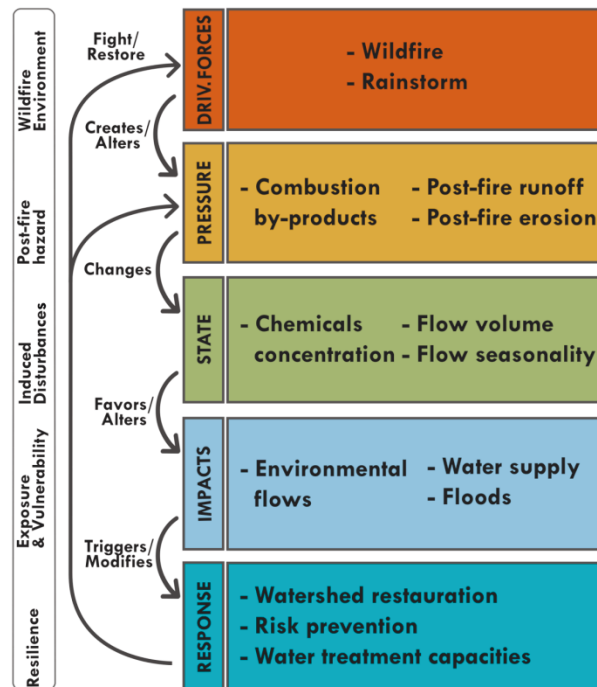 Wildfire
Environment
Post-fire
hazard
Induced
Disturbances
Exposure
& Vulnerability
Resilience
Fight/
Restore
Creates/
Alters
Changes
Favors/
Alters
Triggers/
Modifies
DRIV. FORCES
- Wildfire
- Rainstorm
PRESSURE
- Combustion
by-products
- Post-fire runoff
- Post-fire erosion
STATE
- Chemicals
concentration
- Flow volume
- Flow seasonality
IMPACTS
- Environmental
flows
- Water supply
- Floods
RESPONSE
- Watershed restauration
- Risk prevention
- Water treatment capacities